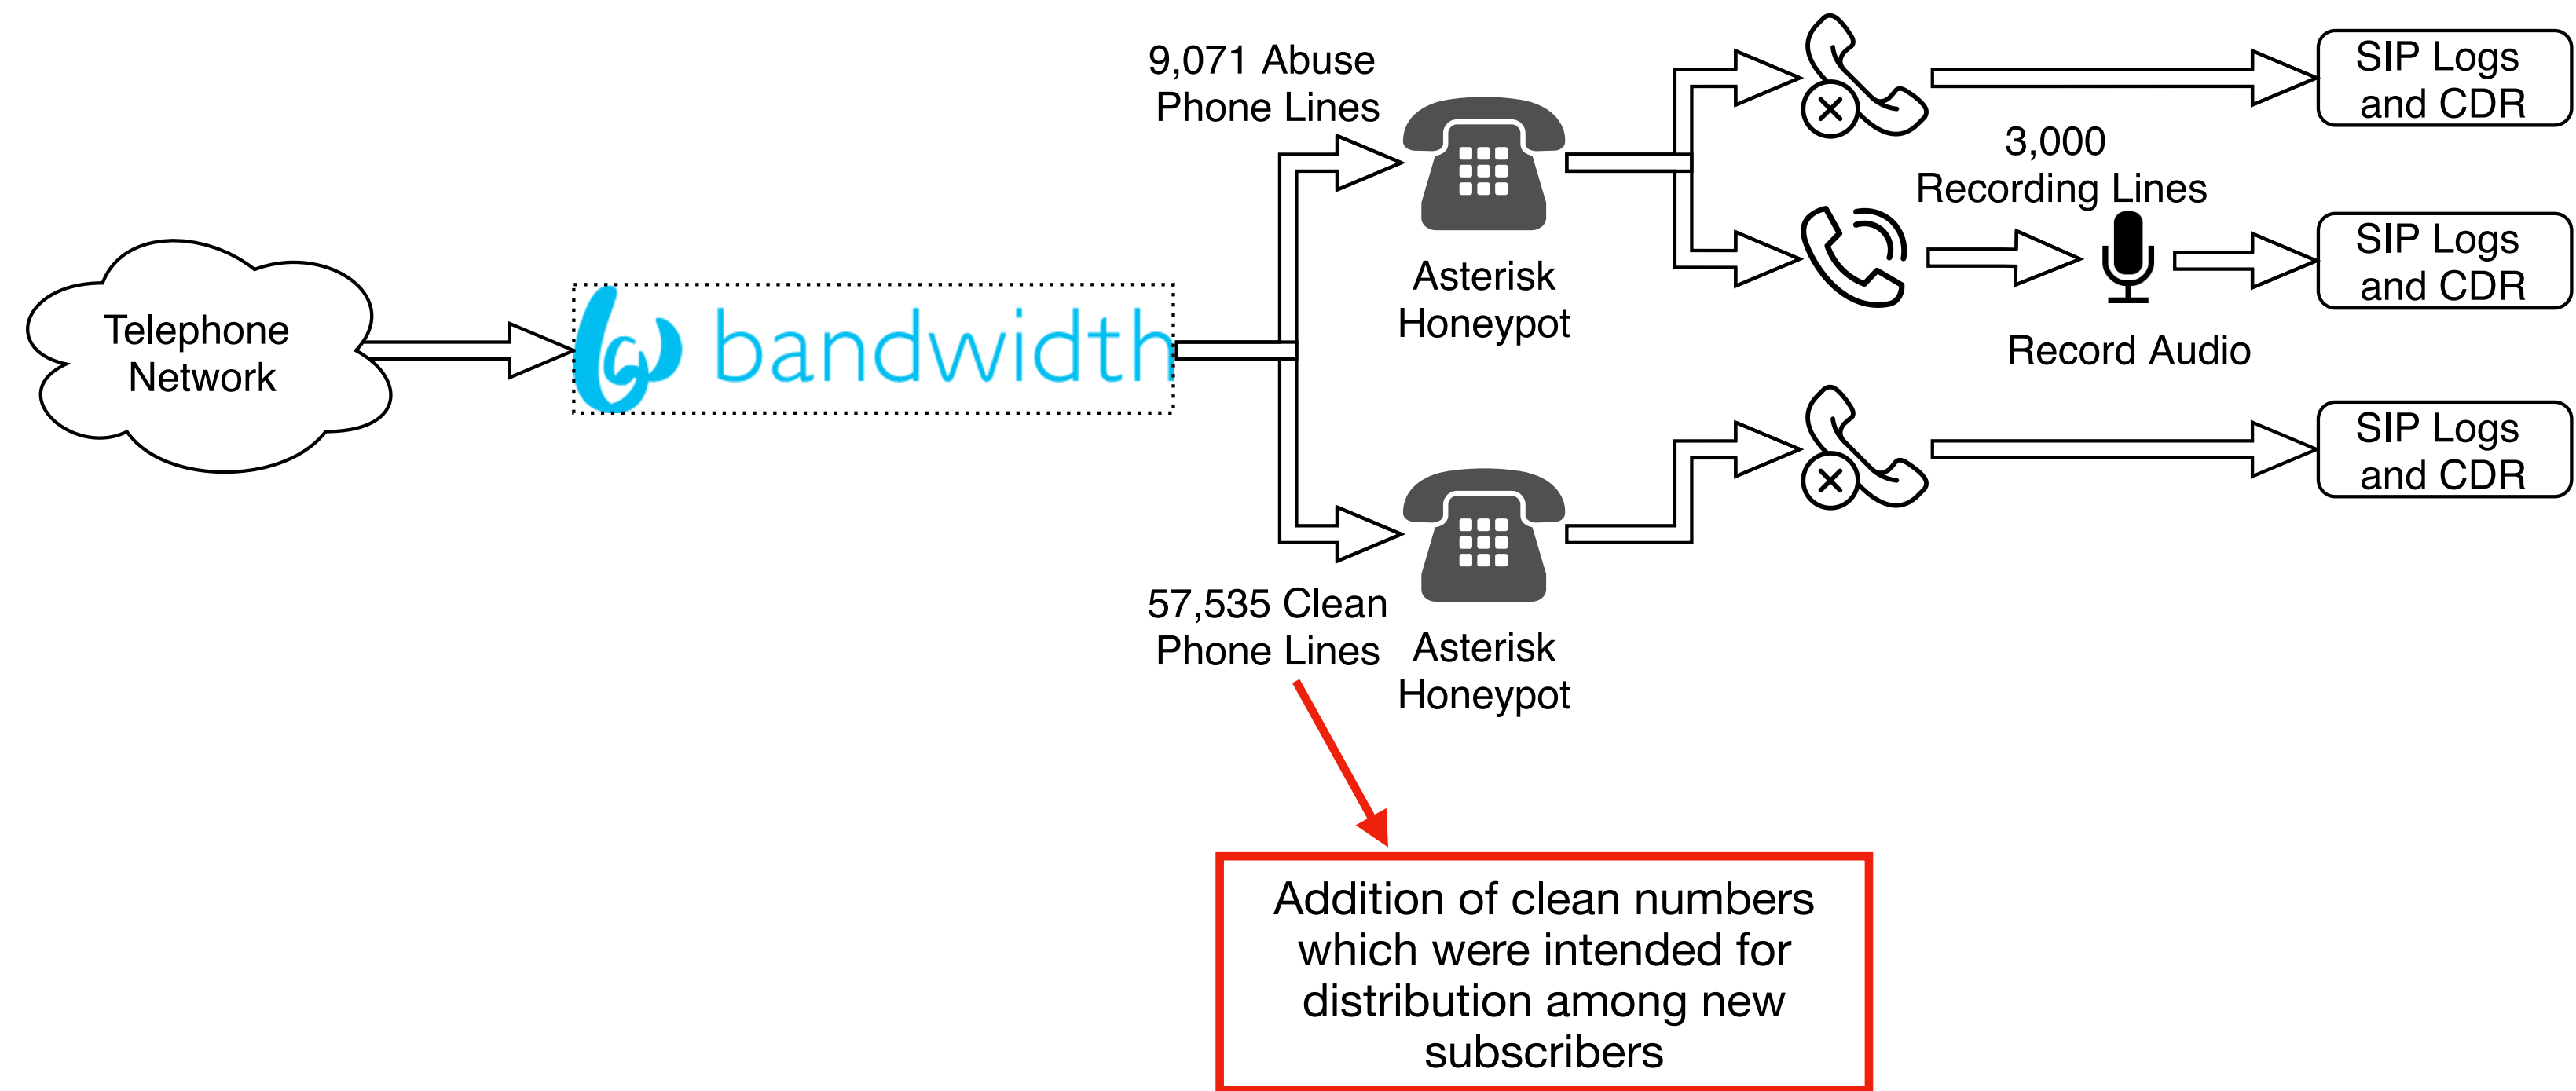 Telephone
Network
bandwidth
9,071 Abuse
Phone Lines
Asterisk
Honeypot
57,535 Clean
Phone Lines
Asterisk
Honeypot
3,000
Recording Lines
Record Audio
SIP Logs
and CDR
SIP Logs
and CDR
SIP Logs
and CDR
Addition of clean numbers
which were intended for
distribution among new
subscribers